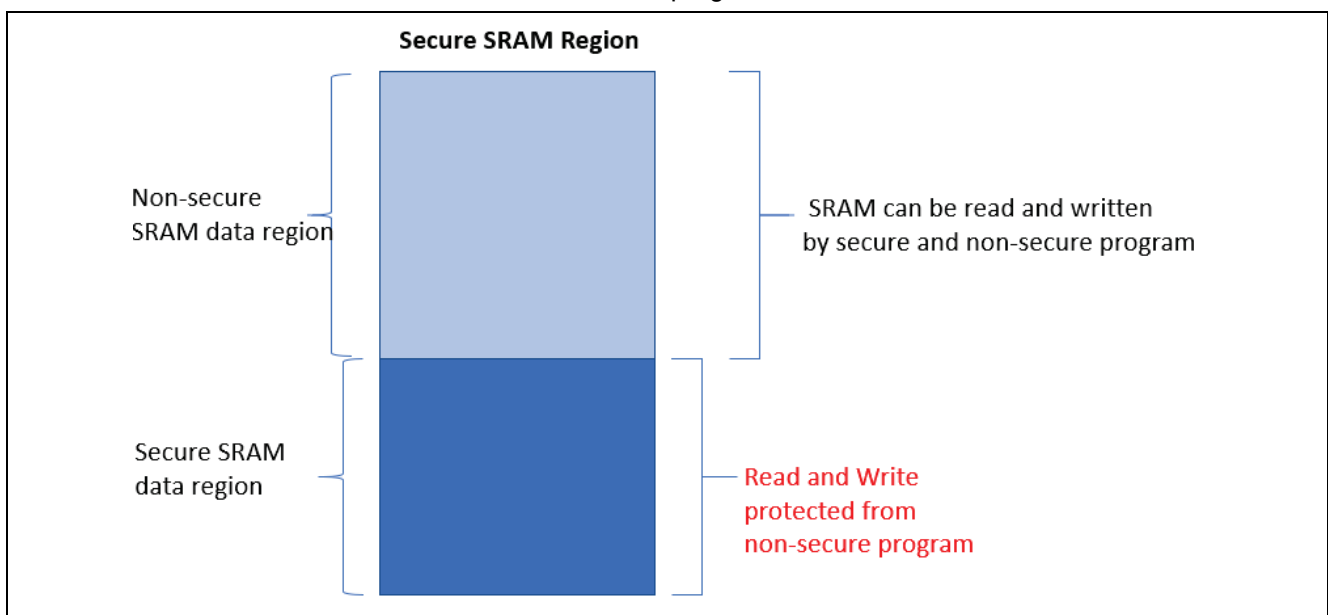 Secure SRAM Region
Non-secure
SRAM data region
SRAM can be read and written
by secure and non-secure program
Secure SRAM
data region
Read and Write
protected from
non-secure program